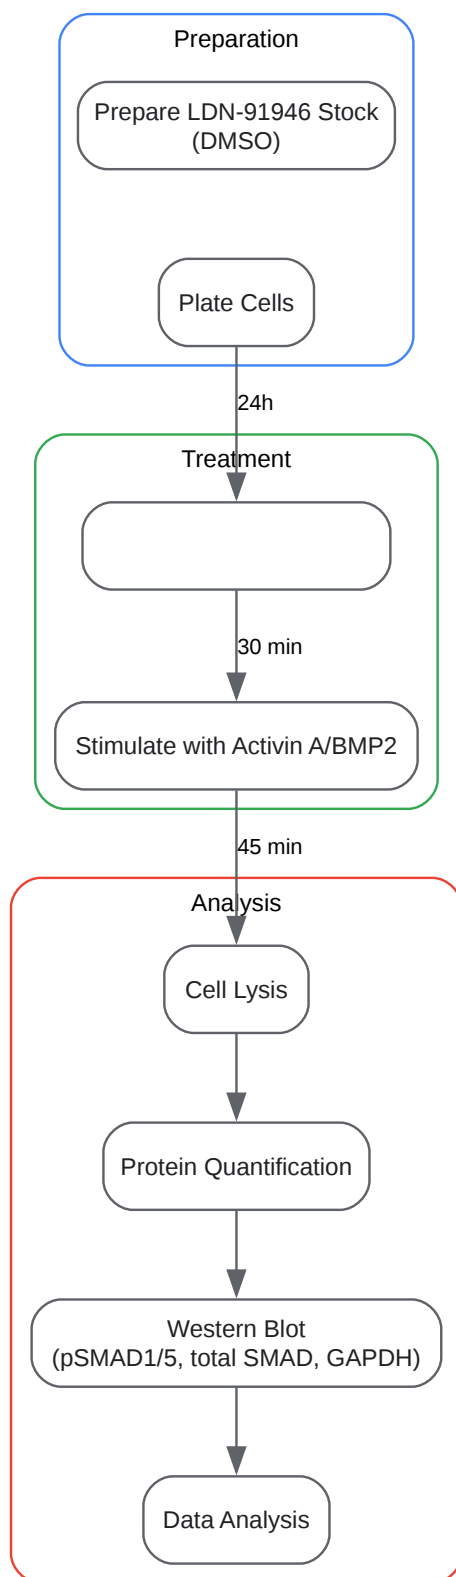 Preparation
Prepare LDN-91946 Stock
(DMSO)
Plate Cells
24h
Treatment
30 min
Stimulate with Activin A/BMP2
45 min
Analysis
Cell Lysis
Protein Quantification
Western Blot
(pSMAD1/5, total SMAD, GAPDH)
Data Analysis